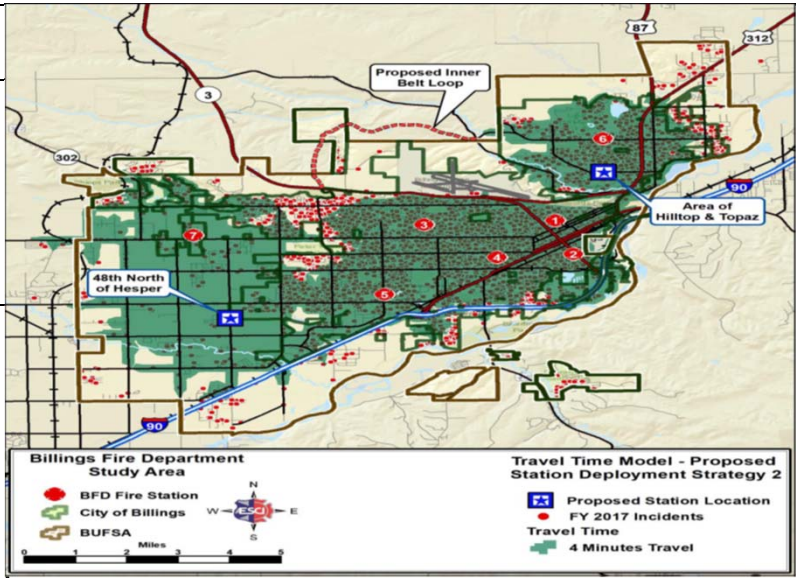 87
312
Proposed Inner
Belt Loop
3
6
302
90
Area of
Hilltop & Topaz
1
3
7
2
4
48th North
of Hesper
5
90
Billings Fire Department
Study Area
BFD Fire Station
City of Billings
BUFSA
N
W
ESCI
E
S
Miles
0 1 2 3 4 5
Travel Time Model - Proposed
Station Deployment Strategy 2
Proposed Station Location
FY 2017 Incidents
Travel Time
4 Minutes Travel